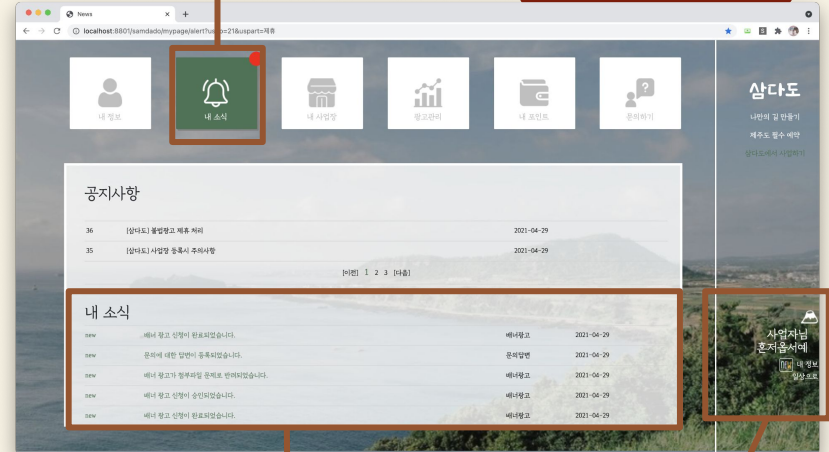 News
localhost:8801/samdado/mypage/alert?usno=21&uspart=제휴
내 정보
내 소식
내 사업장
광고관리
내 포인트
문의하기
삼다도
나만의 길 만들기
제주도 필수 예약
삼다도에서 사업하기
공지사항
36 [삼다도] 불법광고 제휴 처리 2021-04-29
35 [삼다도] 사업장 등록시 주의사항 2021-04-29
[이전] 1 2 3 [다음]
내 소식
new 배너 광고 신청이 완료되었습니다. 배너광고 2021-04-29
new 문의에 대한 답변이 등록되었습니다. 문의답변 2021-04-29
new 배너 광고가 첨부파일 문제로 반려되었습니다. 배너광고 2021-04-29
new 배너 광고 신청이 승인되었습니다. 배너광고 2021-04-29
new 배너 광고 신청이 완료되었습니다. 배너광고 2021-04-29
사업자님
혼저옵서예
내 정보
일상으로